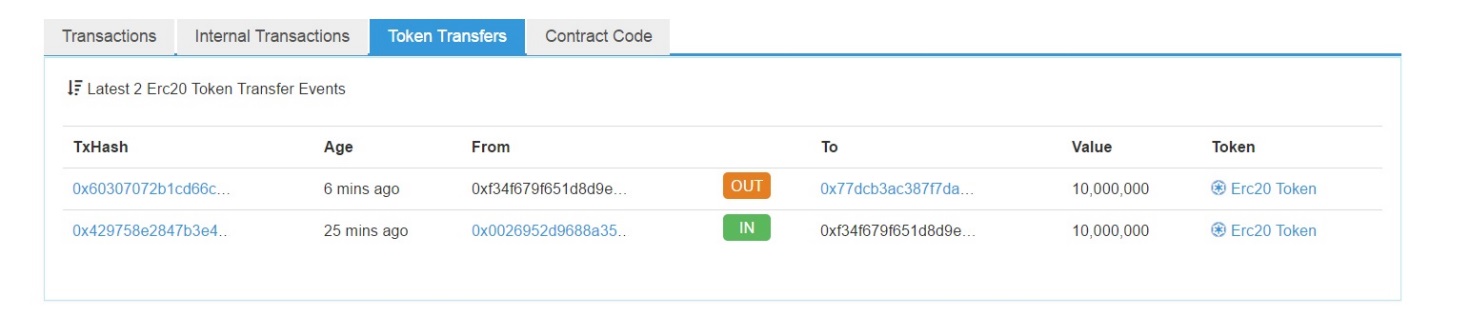 Transactions Internal Transactions Token Transfers Contract Code
Latest 2 Erc20 Token Transfer Events
TxHash Age From To Value Token
0x60307072b1cd66c... 6 mins ago 0xf34f679f651d8d9e... OUT 0x77dcb3ac387f7da... 10,000,000 Erc20 Token
0x429758e2847b3e4.. 25 mins ago 0x0026952d9688a35.. IN 0xf34f679f651d8d9e... 10,000,000 Erc20 Token